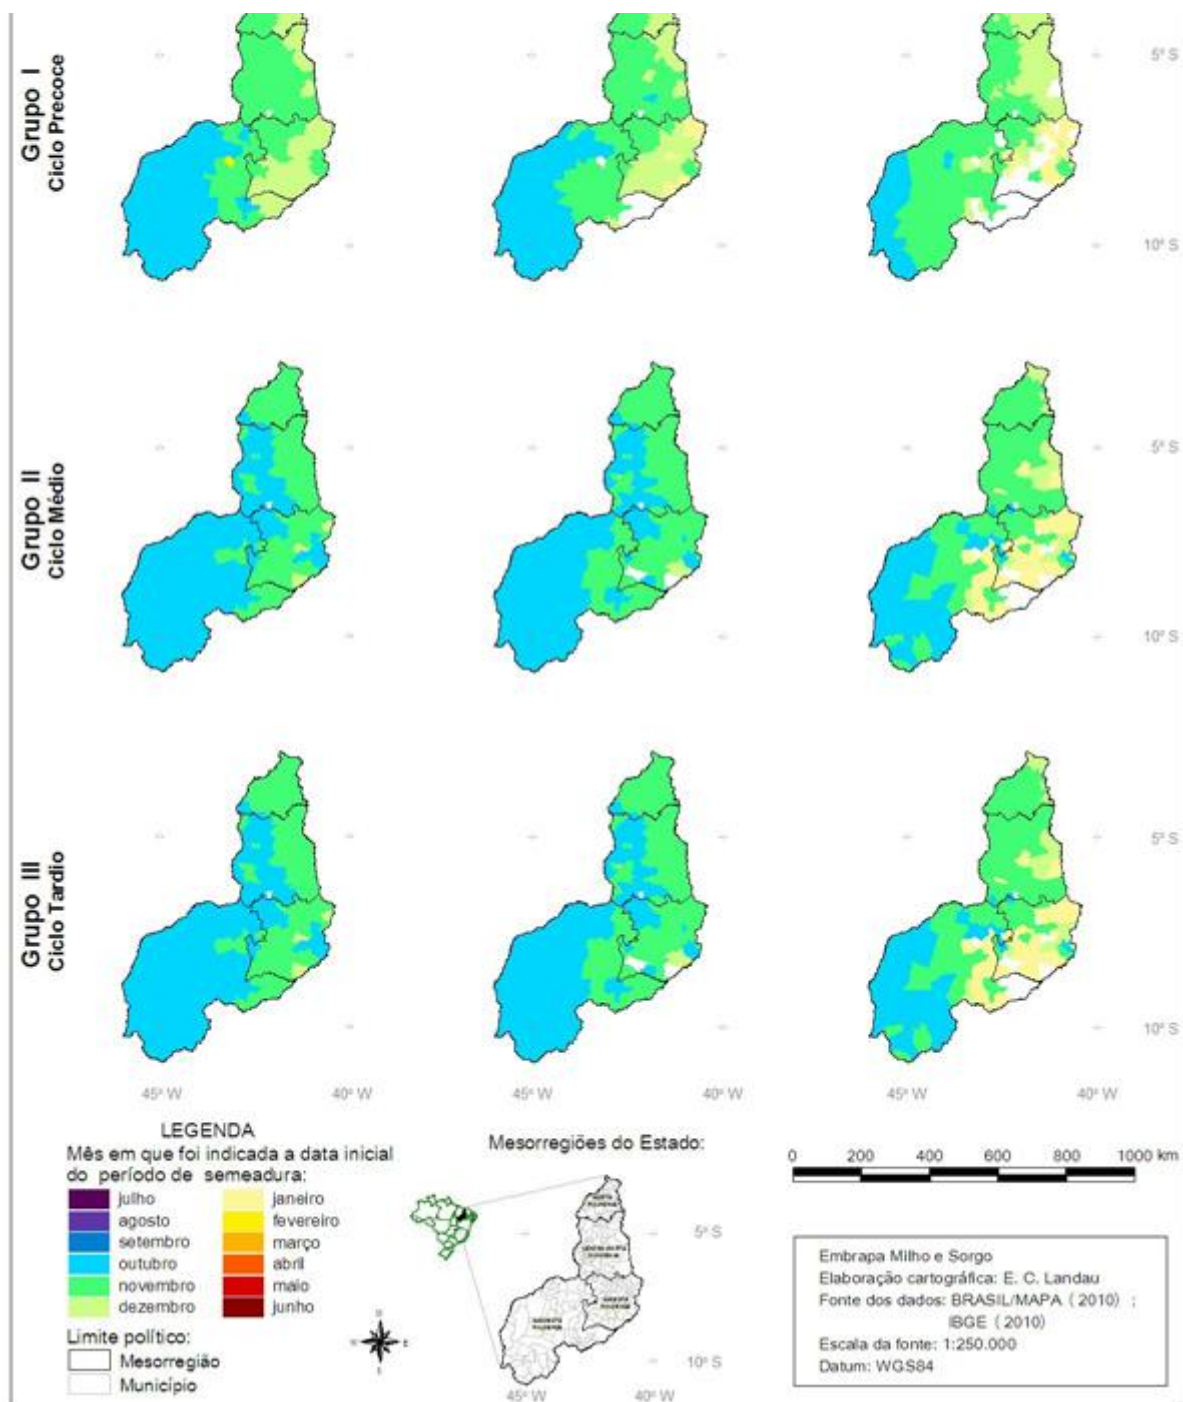 Grupo I
Ciclo Precoce
5º S
10º S
Grupo II
Ciclo Médio
5º S
10º S
Grupo III
Ciclo Tardio
5º S
10º S
45º W 40º W 45º W 40º W 45º W 40º W
LEGENDA
Mês em que foi indicada a data inicial
do período de semeadura:
julho janeiro
agosto fevereiro
setembro março
outubro abril
novembro maio
dezembro junho
Limite político:
Mesorregião
Município
Mesorregiões do Estado:
5º S
10º S
45º W 40º W
0 200 400 600 800 1000 km
Embrapa Milho e Sorgo
Elaboração cartográfica: E. C. Landau
Fonte dos dados: BRASIL/MAPA ( 2010) ;
IBGE ( 2010)
Escala da fonte: 1:250.000
Datum: WGS84